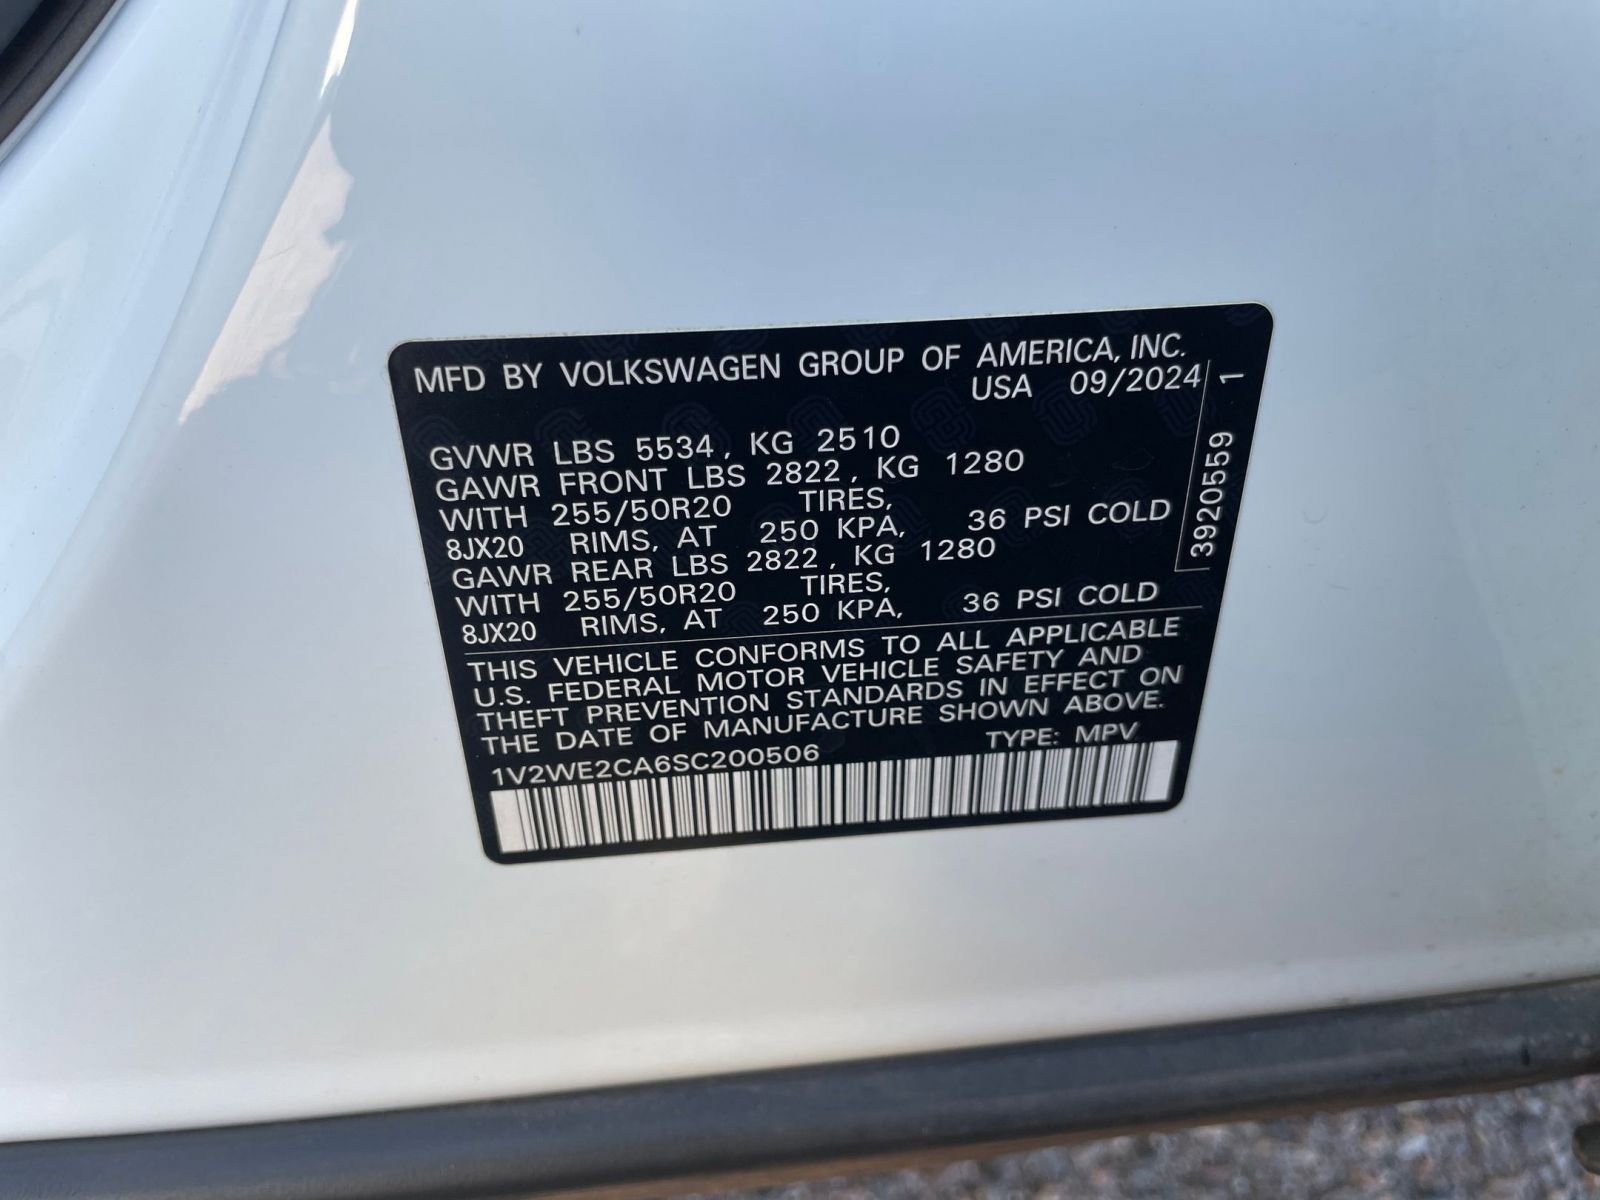 MFD BY VOLKSWAGEN GROUP OF AMERICA, INC.
USA 09/2024
GVWR LBS 5534, KG 2510
GAWR FRONT LBS 2822, KG 1280
WITH 255/50R20 TIRES,
8JX20 RIMS, AT 250 KPA, 36 PSI COLD
GAWR REAR LBS 2822, KG 1280
WITH 255/50R20 TIRES,
8JX20 RIMS, AT 250 KPA, 36 PSI COLD
THIS VEHICLE CONFORMS TO ALL APPLICABLE
U.S. FEDERAL MOTOR VEHICLE SAFETY AND
THEFT PREVENTION STANDARDS IN EFFECT ON
THE DATE OF MANUFACTURE SHOWN ABOVE.
1V2WE2CA6SC200506 TYPE: MPV
3920559 1